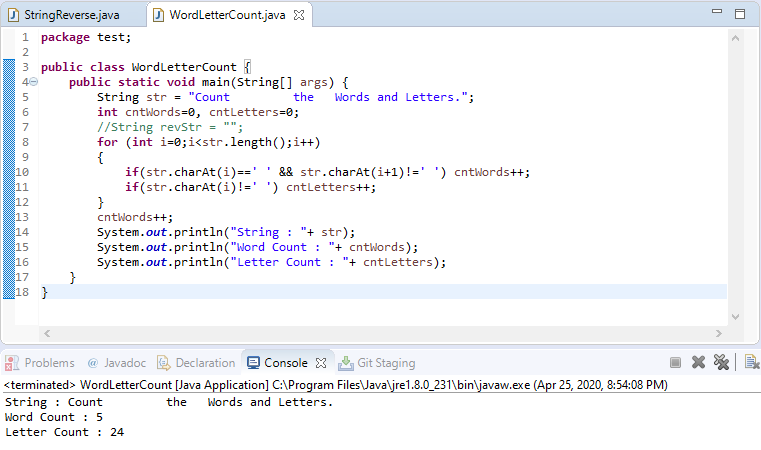 StringReverse.java WordLetterCount.java
1 package test;
2
3 public class WordLetterCount {
4 public static void main(String[] args) {
5 String str = "Count         the   Words and Letters.";
6 int cntWords=0, cntLetters=0;
7 //String revStr = "";
8 for (int i=0;i<str.length();i++)
9 {
10 if(str.charAt(i)==' ' && str.charAt(i+1)!=' ') cntWords++;
11 if(str.charAt(i)!=' ') cntLetters++;
12 }
13 cntWords++;
14 System.out.println("String : "+ str);
15 System.out.println("Word Count : "+ cntWords);
16 System.out.println("Letter Count : "+ cntLetters);
17 }
18 }
Problems @ Javadoc Declaration Console Git Staging
<terminated> WordLetterCount [Java Application] C:\Program Files\Java\jre1.8.0_231\bin\javaw.exe (Apr 25, 2020, 8:54:08 PM)
String : Count         the   Words and Letters.
Word Count : 5
Letter Count : 24